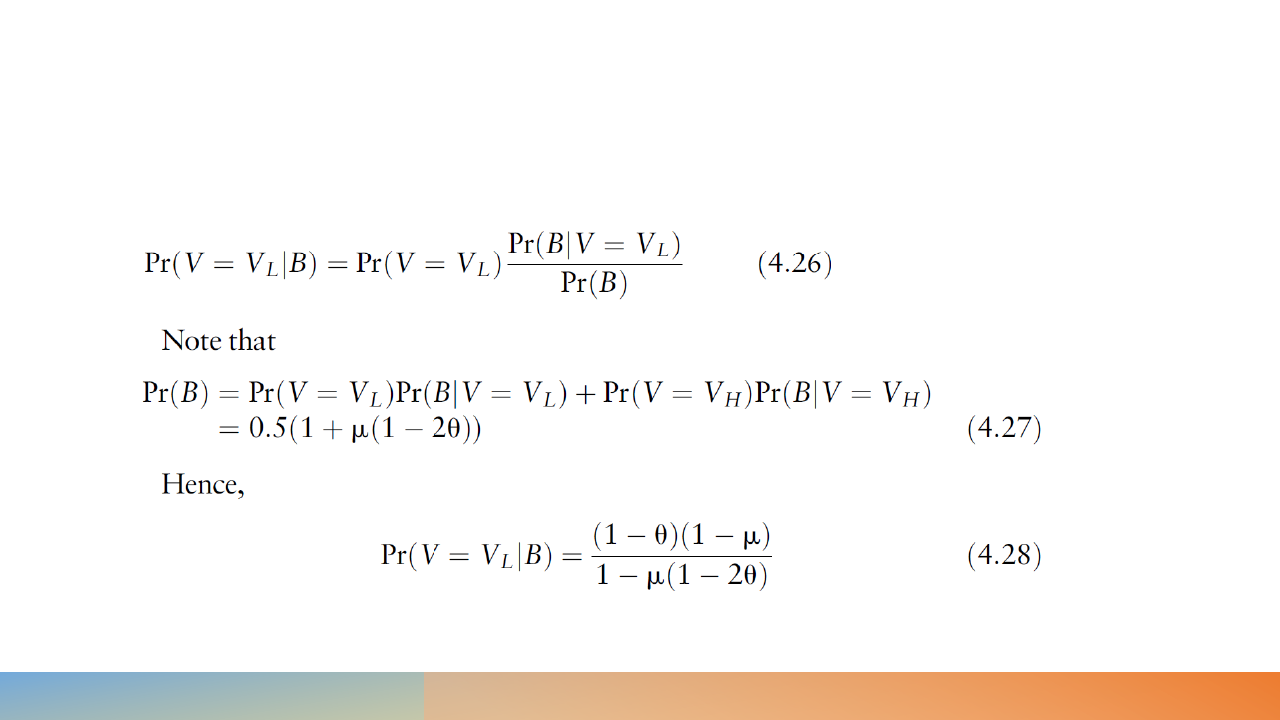 Pr(V = V_L|B) = Pr(V = V_L) Pr(B|V = V_L) / Pr(B) (4.26)
Note that
Pr(B) = Pr(V = V_L)Pr(B|V = V_L) + Pr(V = V_H)Pr(B|V = V_H)
= 0.5(1 + μ(1 − 2θ)) (4.27)
Hence,
Pr(V = V_L|B) = (1 − θ)(1 − μ) / 1 − μ(1 − 2θ) (4.28)